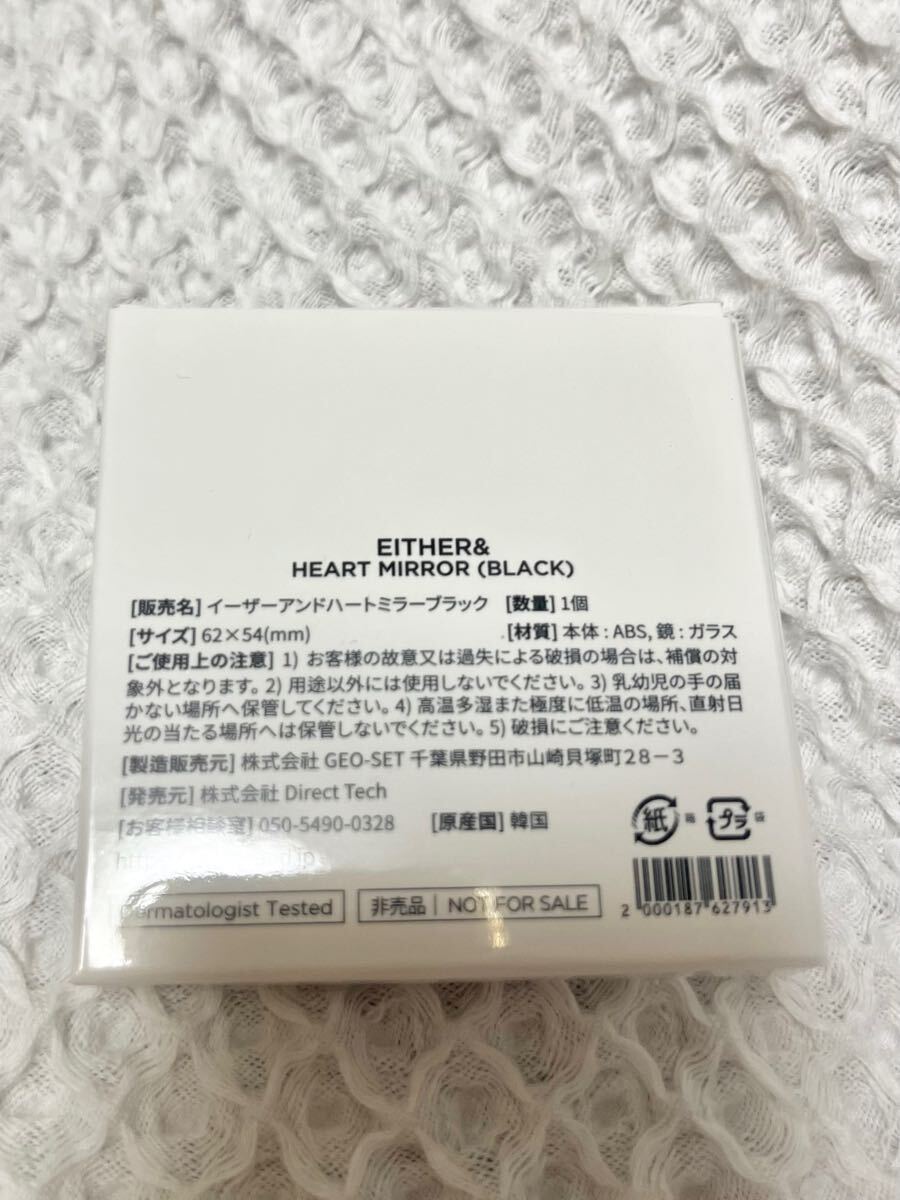 EITHER&
HEART MIRROR (BLACK)
[販売名] イーザーアンドハートミラーブラック [数量] 1個
[サイズ] 62×54(mm) [材質] 本体 : ABS, 鏡 : ガラス
[ご使用上の注意] 1) お客様の故意又は過失による破損の場合は、補償の対
象外となります。2) 用途以外には使用しないでください。3) 乳幼児の手の届
かない場所へ保管してください。4) 高温多湿また極度に低温の場所、直射日
光の当たる場所へは保管しないでください。5) 破損にご注意ください。
[製造販売元] 株式会社 GEO-SET 千葉県野田市山崎貝塚町28-3
[発売元] 株式会社 Direct Tech
[お客様相談室] 050-5490-0328 [原産国] 韓国
紙 箱 プラ 袋
Dermatologist Tested
非売品 | NOT FOR SALE
2 000187 627913